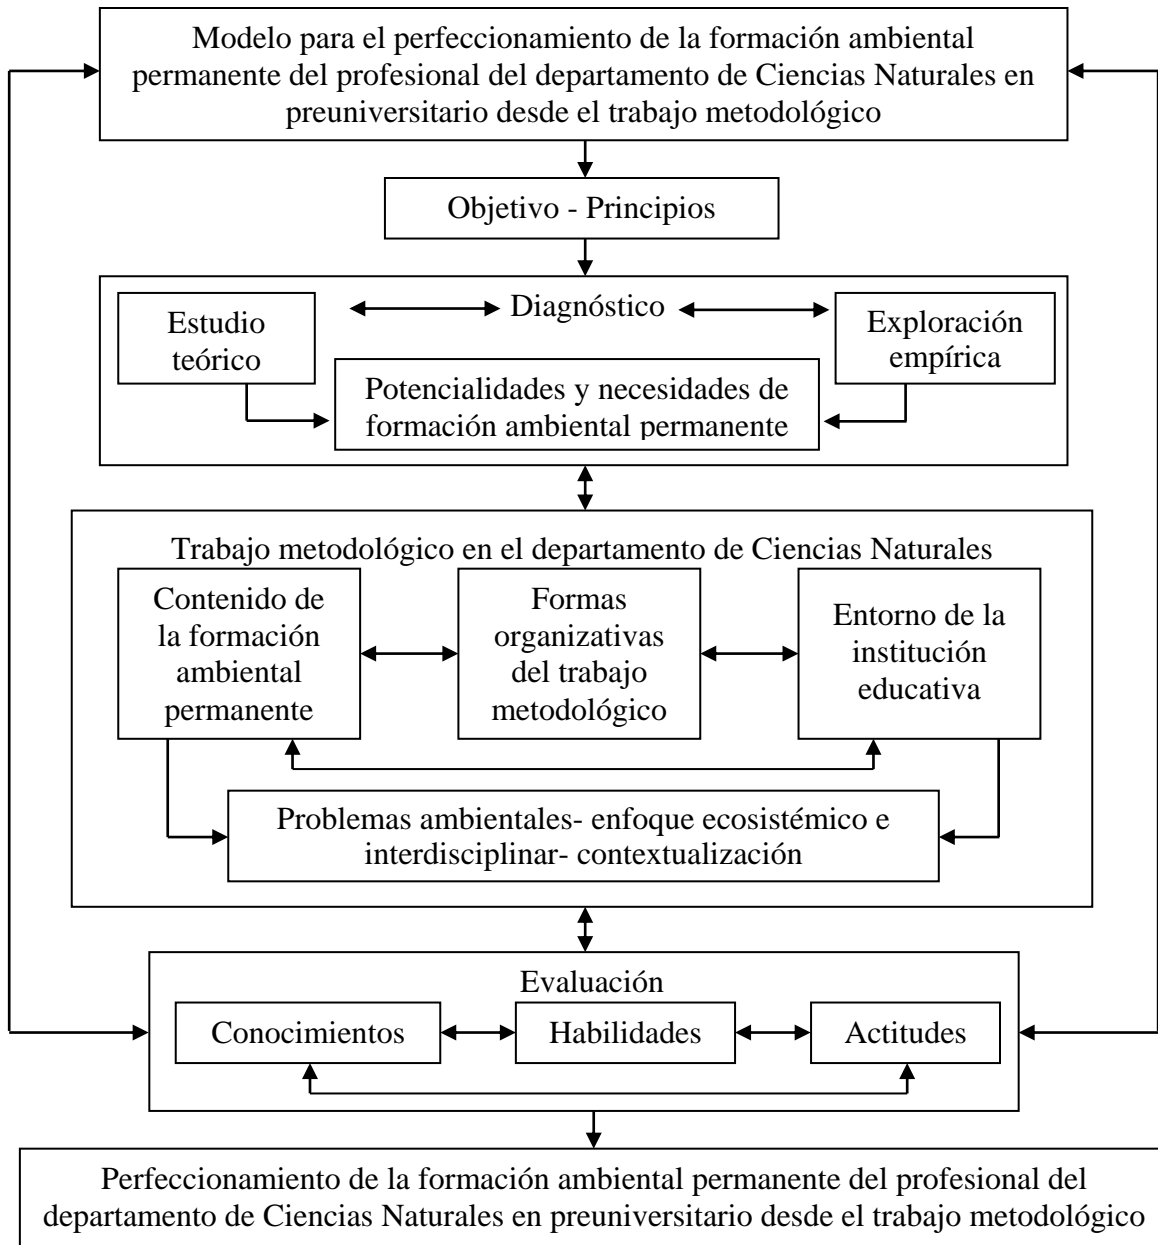 Modelo para el perfeccionamiento de la formación ambiental
permanente del profesional del departamento de Ciencias Naturales en
preuniversitario desde el trabajo metodológico
Objetivo - Principios
Diagnóstico
Estudio
teórico
Exploración
empírica
Potencialidades y necesidades de
formación ambiental permanente
Trabajo metodológico en el departamento de Ciencias Naturales
Contenido de
la formación
ambiental
permanente
Formas
organizativas
del trabajo
metodológico
Entorno de la
institución
educativa
Problemas ambientales- enfoque ecosistémico e
interdisciplinar- contextualización
Evaluación
Conocimientos
Habilidades
Actitudes
Perfeccionamiento de la formación ambiental permanente del profesional del
departamento de Ciencias Naturales en preuniversitario desde el trabajo metodológico